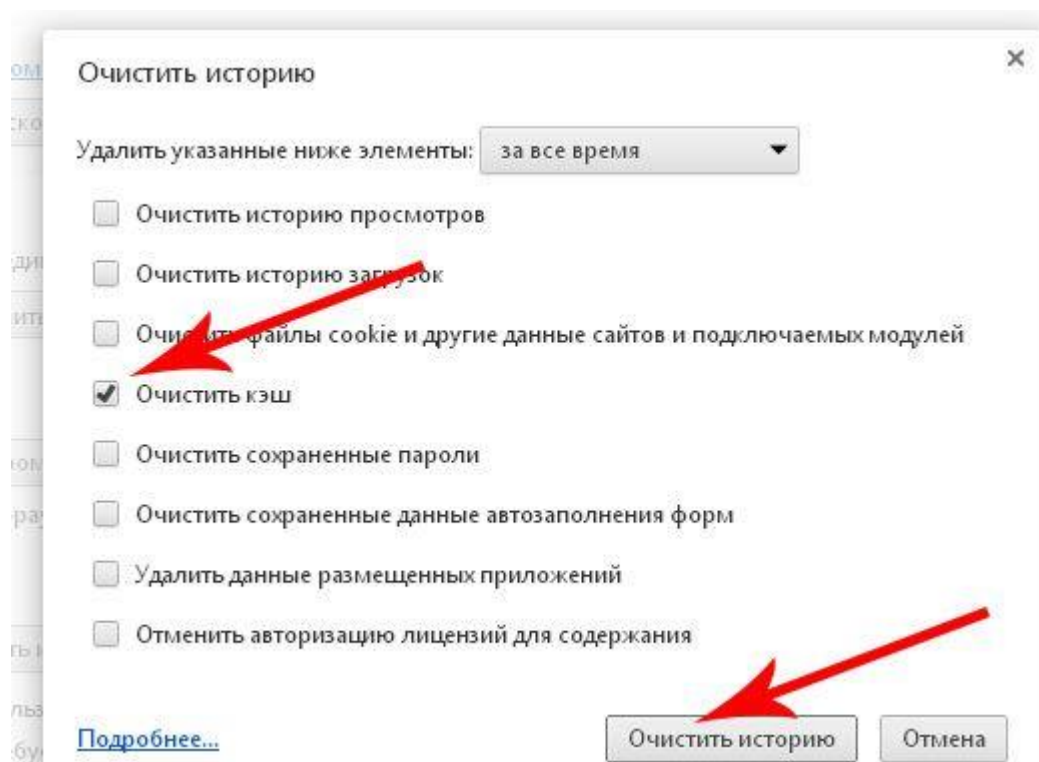 Очистить историю
Удалить указанные ниже элементы: за все время
Очистить историю просмотров
Очистить историю загрузок
Очистить файлы cookie и другие данные сайтов и подключаемых модулей
Очистить кэш
Очистить сохраненные пароли
Очистить сохраненные данные автозаполнения форм
Удалить данные размещенных приложений
Отменить авторизацию лицензий для содержания
Подробнее... Очистить историю Отмена